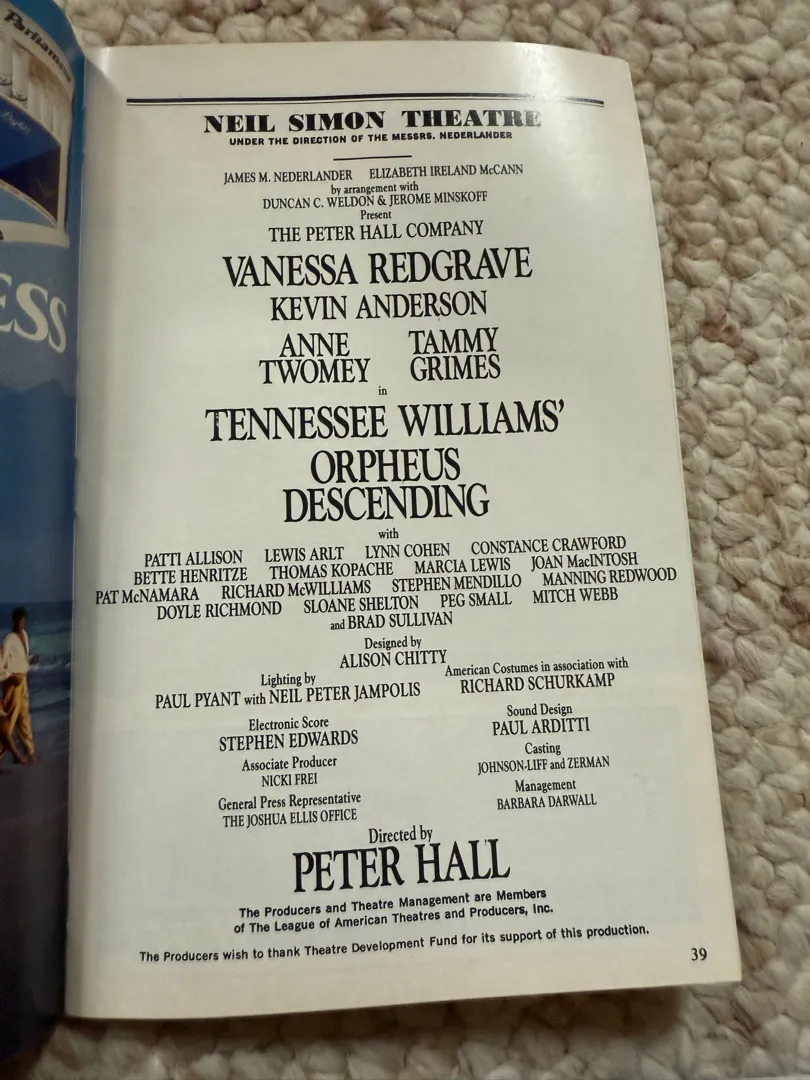 Parliament
Lights
ESS
NEIL SIMON THEATRE
UNDER THE DIRECTION OF THE MESSRS. NEDERLANDER
JAMES M. NEDERLANDER ELIZABETH IRELAND McCANN
by arrangement with
DUNCAN C. WELDON & JEROME MINSKOFF
Present
THE PETER HALL COMPANY
VANESSA REDGRAVE
KEVIN ANDERSON
ANNE TAMMY
TWOMEY GRIMES
in
TENNESSEE WILLIAMS'
ORPHEUS
DESCENDING
with
PATTI ALLISON LEWIS ARLT LYNN COHEN CONSTANCE CRAWFORD
BETTE HENRITZE THOMAS KOPACHE MARCIA LEWIS JOAN MacINTOSH
PAT McNAMARA RICHARD McWILLIAMS STEPHEN MENDILLO MANNING REDWOOD
DOYLE RICHMOND SLOANE SHELTON PEG SMALL MITCH WEBB
and BRAD SULLIVAN
Designed by
ALISON CHITTY
Lighting by American Costumes in association with
PAUL PYANT with NEIL PETER JAMPOLIS RICHARD SCHURKAMP
Electronic Score Sound Design
STEPHEN EDWARDS PAUL ARDITTI
Associate Producer Casting
NICKI FREI JOHNSON-LIFF and ZERMAN
General Press Representative Management
THE JOSHUA ELLIS OFFICE BARBARA DARWALL
Directed by
PETER HALL
The Producers and Theatre Management are Members
of The League of American Theatres and Producers, Inc.
The Producers wish to thank Theatre Development Fund for its support of this production.
39